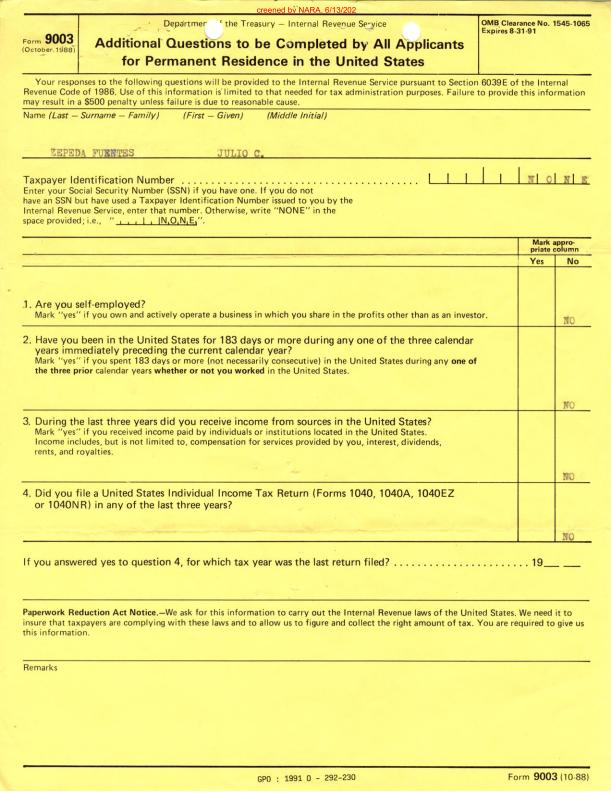 creened by NARA, 6/13/202
Department of the Treasury — Internal Revenue Service
Form 9003
(October 1988)
Additional Questions to be Completed by All Applicants
for Permanent Residence in the United States
OMB Clearance No. 1545-1065
Expires 8-31-91
Your responses to the following questions will be provided to the Internal Revenue Service pursuant to Section 6039E of the Internal
Revenue Code of 1986. Use of this information is limited to that needed for tax administration purposes. Failure to provide this information
may result in a $500 penalty unless failure is due to reasonable cause.
Name (Last — Surname — Family) (First — Given) (Middle Initial)
ZEPEDA FUENTES JULIO C.
Taxpayer Identification Number ........................................ N O N E
Enter your Social Security Number (SSN) if you have one. If you do not
have an SSN but have used a Taxpayer Identification Number issued to you by the
Internal Revenue Service, enter that number. Otherwise, write "NONE" in the
space provided; i.e., " N,O,N,E,".
Mark appro-
priate column
Yes No
1. Are you self-employed?
Mark "yes" if you own and actively operate a business in which you share in the profits other than as an investor.
NO
2. Have you been in the United States for 183 days or more during any one of the three calendar
years immediately preceding the current calendar year?
Mark "yes" if you spent 183 days or more (not necessarily consecutive) in the United States during any one of
the three prior calendar years whether or not you worked in the United States.
NO
3. During the last three years did you receive income from sources in the United States?
Mark "yes" if you received income paid by individuals or institutions located in the United States.
Income includes, but is not limited to, compensation for services provided by you, interest, dividends,
rents, and royalties.
NO
4. Did you file a United States Individual Income Tax Return (Forms 1040, 1040A, 1040EZ
or 1040NR) in any of the last three years?
NO
If you answered yes to question 4, for which tax year was the last return filed? ....................... 19__ __
Paperwork Reduction Act Notice.—We ask for this information to carry out the Internal Revenue laws of the United States. We need it to
insure that taxpayers are complying with these laws and to allow us to figure and collect the right amount of tax. You are required to give us
this information.
Remarks
GPO : 1991 O - 292-230
Form 9003 (10-88)